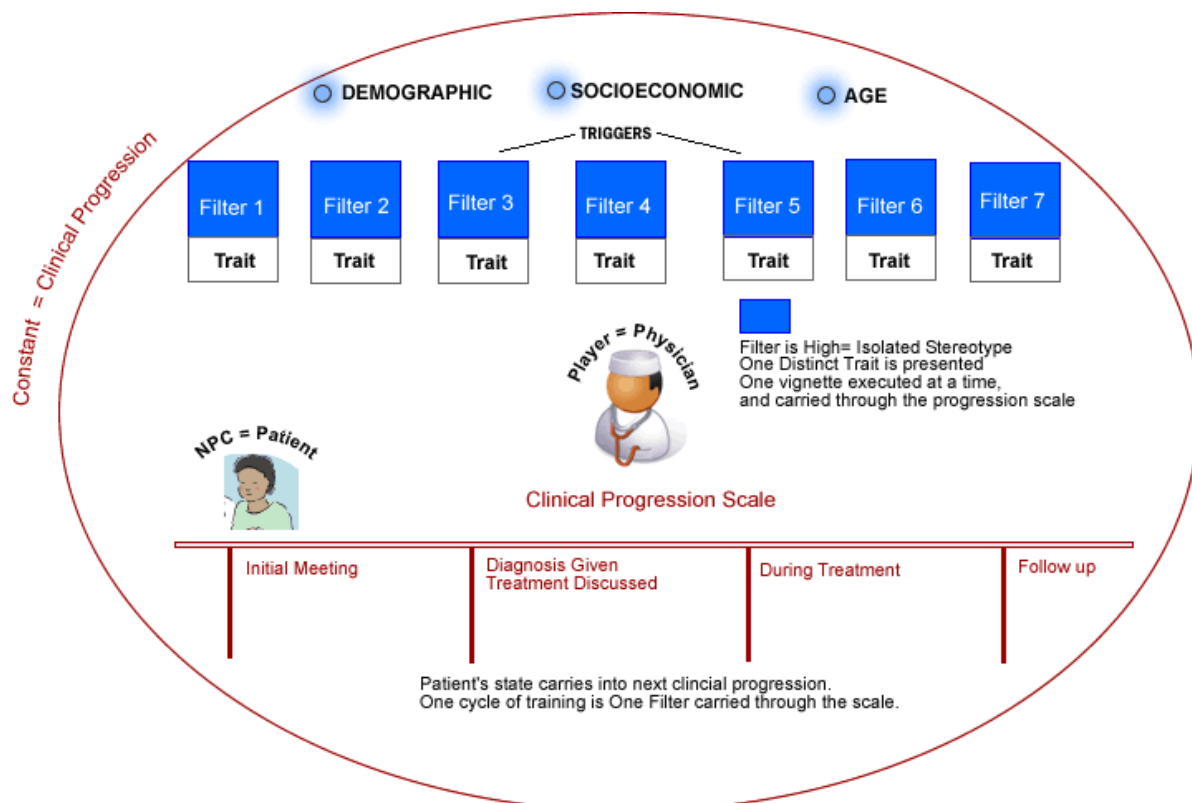 DEMOGRAPHIC
SOCIOECONOMIC
AGE
TRIGGERS
Constant = Clinical Progression
Filter 1
Filter 2
Filter 3
Filter 4
Filter 5
Filter 6
Filter 7
Trait
Trait
Trait
Trait
Trait
Trait
Trait
Filter is High= Isolated Stereotype
One Distinct Trait is presented
One vignette executed at a time,
and carried through the progression scale
Player = Physician
NPC = Patient
Clinical Progression Scale
Initial Meeting
Diagnosis Given
Treatment Discussed
During Treatment
Follow up
Patient's state carries into next clincial progression.
One cycle of training is One Filter carried through the scale.